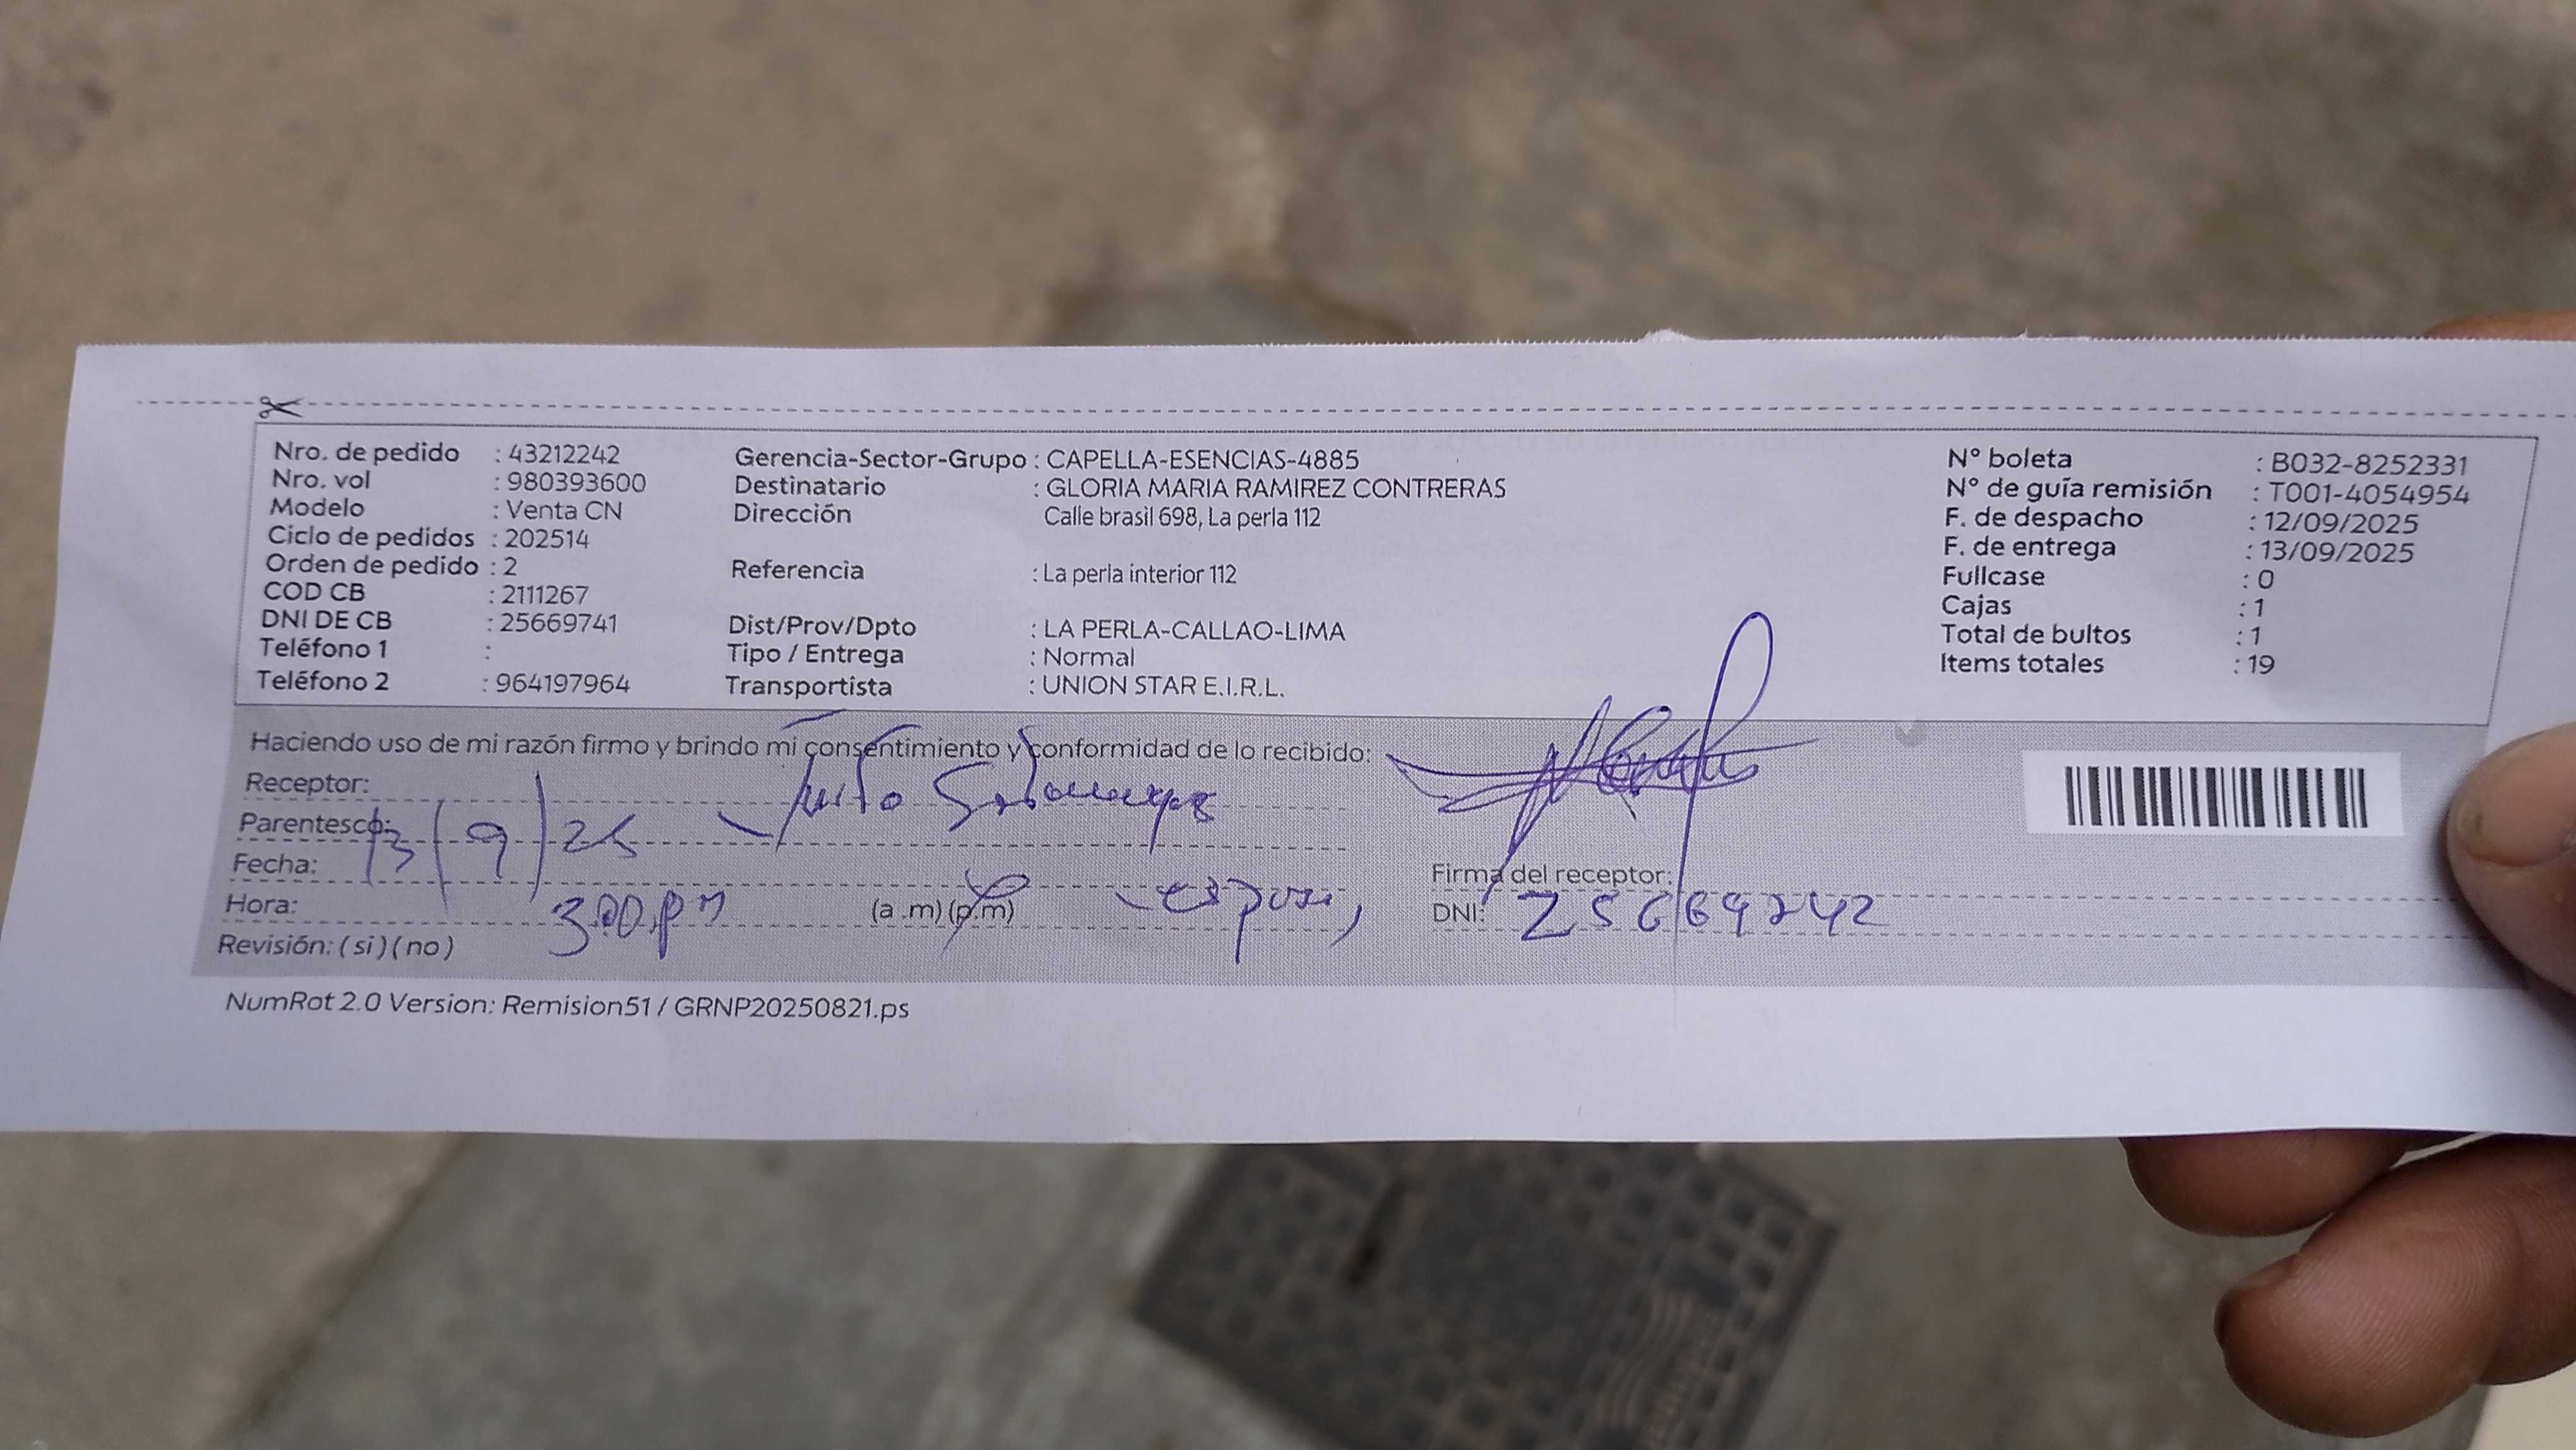 Nro. de pedido : 43212242
Nro. vol : 980393600
Modelo : Venta CN
Ciclo de pedidos : 202514
Orden de pedido : 2
COD CB : 2111267
DNI DE CB : 25669741
Teléfono 1 :
Teléfono 2 : 964197964
Gerencia-Sector-Grupo : CAPELLA-ESENCIAS-4885
Destinatario : GLORIA MARIA RAMIREZ CONTRERAS
Dirección Calle brasil 698, La perla 112
Referencia : La perla interior 112
Dist/Prov/Dpto : LA PERLA-CALLAO-LIMA
Tipo / Entrega : Normal
Transportista : UNION STAR E.I.R.L.
N° boleta : B032-8252331
N° de guía remisión : T001-4054954
F. de despacho : 12/09/2025
F. de entrega : 13/09/2025
Fullcase : 0
Cajas : 1
Total de bultos : 1
Items totales : 19
Haciendo uso de mi razón firmo y brindo mi consentimiento y conformidad de lo recibido:
Receptor:
Parentesco: 13/9/25
Fecha:
Hora: 3.00.pm (a .m) (p.m) esposo
Revisión: ( si ) ( no )
Firma del receptor:
DNI:
NumRot 2.0 Version: Remision51 / GRNP20250821.ps